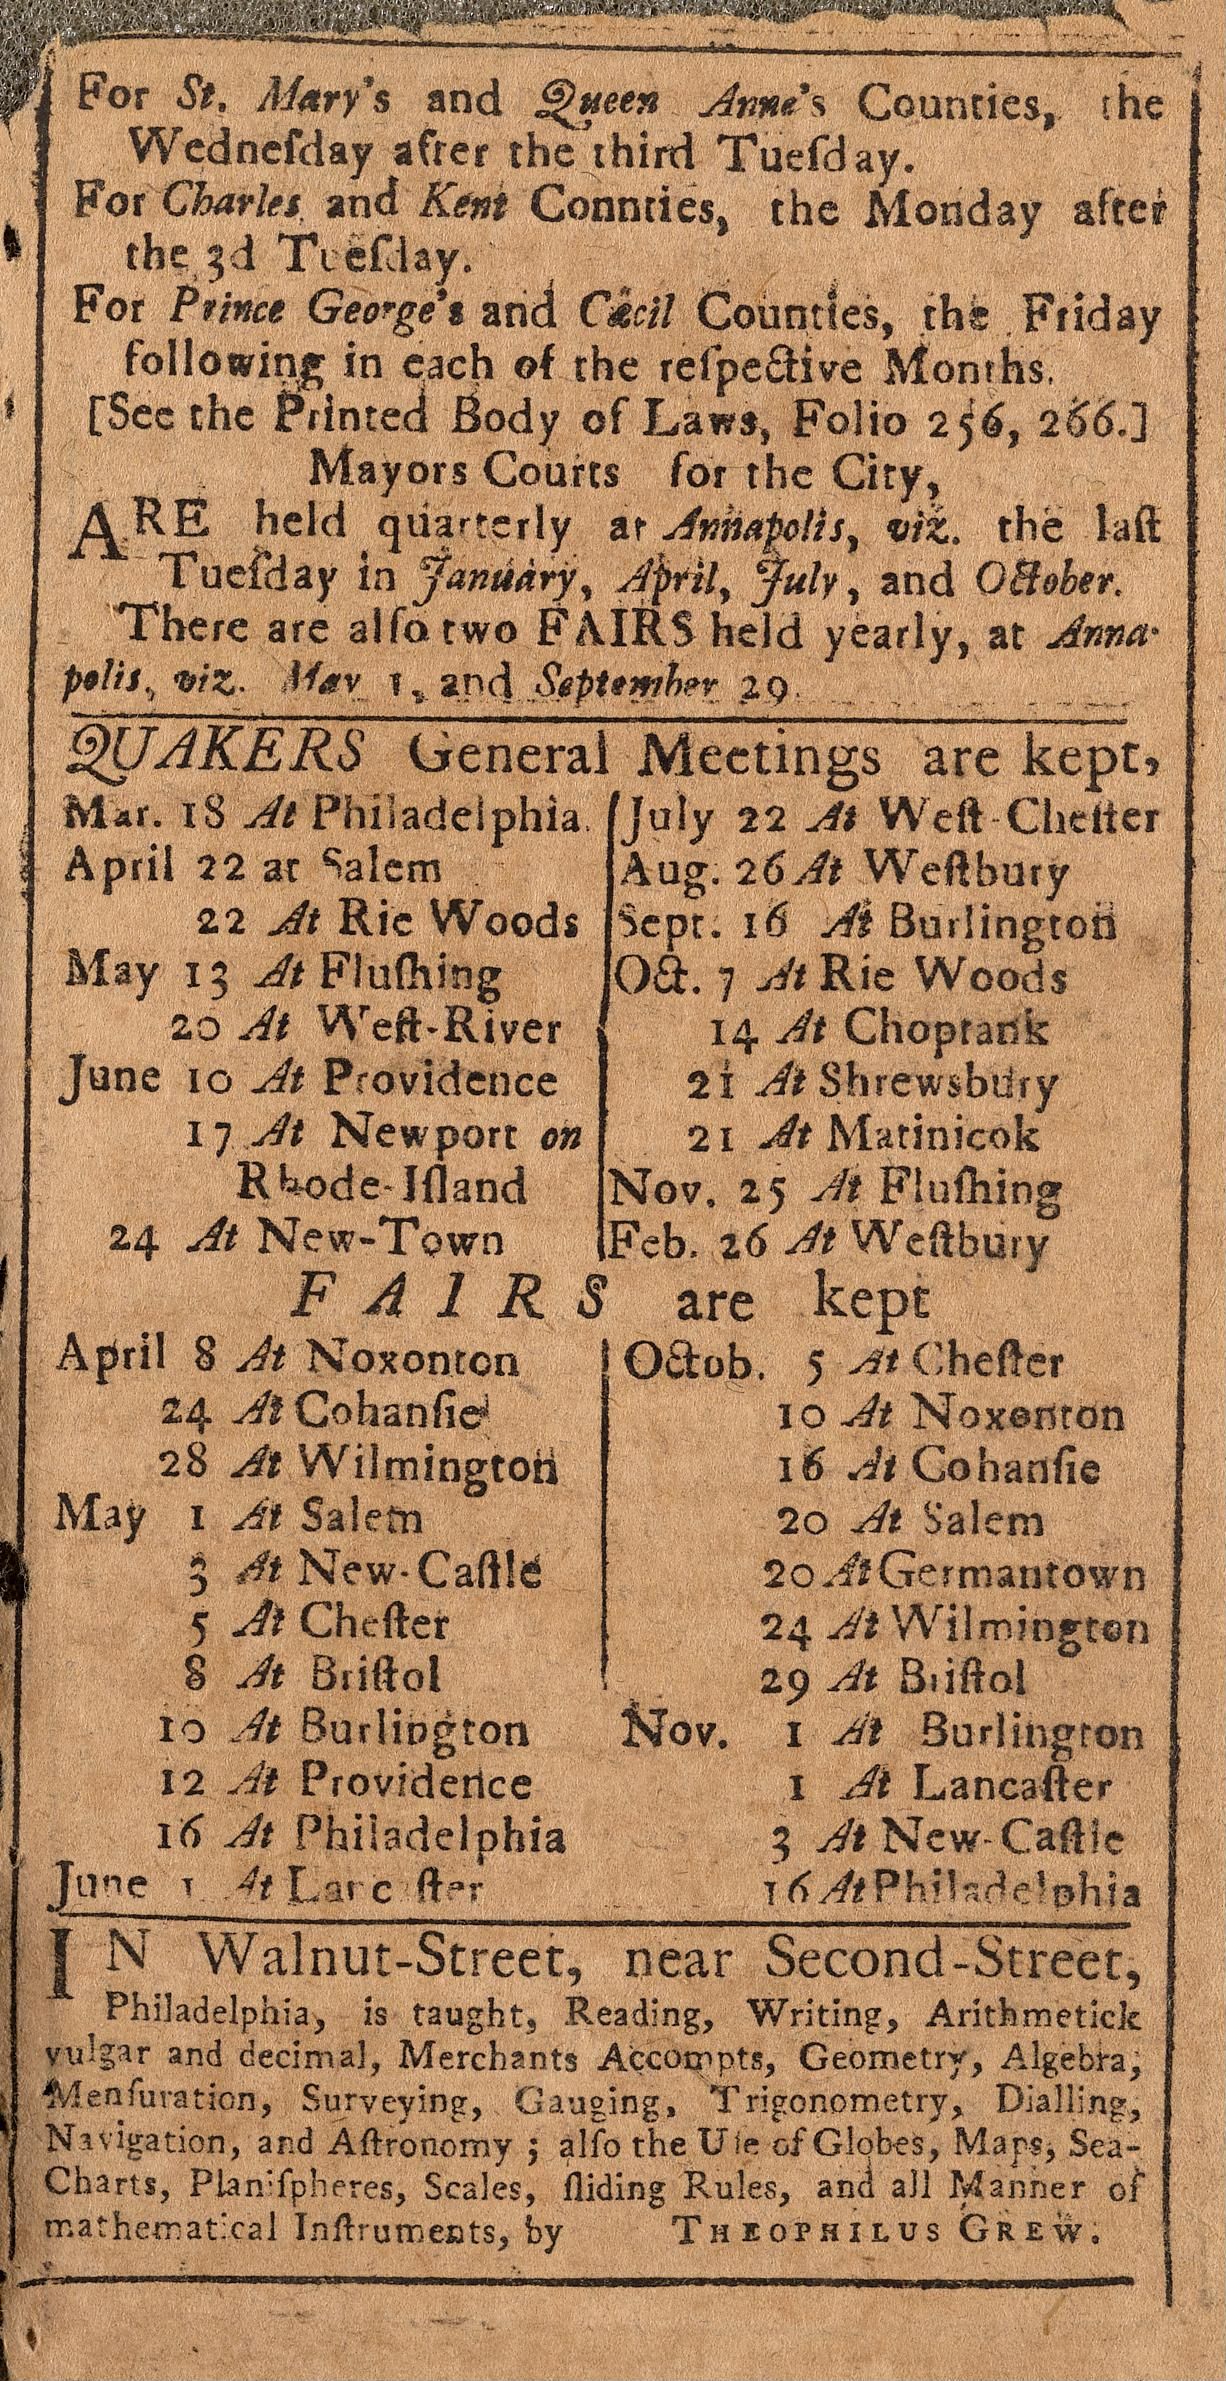 For St. Mary's and Queen Anne's Counties, the
Wedneſday after the third Tueſday.
For Charles and Kent Connties, the Monday after
the 3d Tueſday.
For Prince George's and Cæcil Counties, the Friday
following in each of the reſpective Months.
[See the Printed Body of Laws, Folio 256, 266.]
Mayors Courts for the City,
ARE held quarterly at Annapolis, viz. the laſt
Tueſday in January, April, July, and October.
There are alſo two FAIRS held yearly, at Anna-
polis, viz. May 1, and September 29.
QUAKERS General Meetings are kept,
Mar. 18 At Philadelphia.
April 22 at Salem
22 At Rie Woods
May 13 At Fluſhing
20 At Weſt-River
June 10 At Providence
17 At Newport on
Rhode-Iſland
24 At New-Town
July 22 At Weſt-Cheſter
Aug. 26 At Weſtbury
Sept. 16 At Burlington
Oct. 7 At Rie Woods
14 At Choptank
21 At Shrewsbury
21 At Matinicok
Nov. 25 At Fluſhing
Feb. 26 At Weſtbury
FAIRS are kept
April 8 At Noxonton
24 At Cohanſie
28 At Wilmington
May 1 At Salem
3 At New-Caſtle
5 At Cheſter
8 At Briſtol
10 At Burlington
12 At Providence
16 At Philadelphia
June 1 At Lancaſter
Octob. 5 At Cheſter
10 At Noxonton
16 At Cohanſie
20 At Salem
20 At Germantown
24 At Wilmington
29 At Briſtol
Nov. 1 At Burlington
1 At Lancaſter
3 At New-Caſtle
16 At Philadelphia
IN Walnut-Street, near Second-Street,
Philadelphia, is taught, Reading, Writing, Arithmetick
vulgar and decimal, Merchants Accompts, Geometry, Algebra,
Menſuration, Surveying, Gauging, Trigonometry, Dialling,
Navigation, and Aſtronomy ; alſo the Uſe of Globes, Maps, Sea-
Charts, Planiſpheres, Scales, ſliding Rules, and all Manner of
mathematical Inſtruments, by THEOPHILUS GREW.